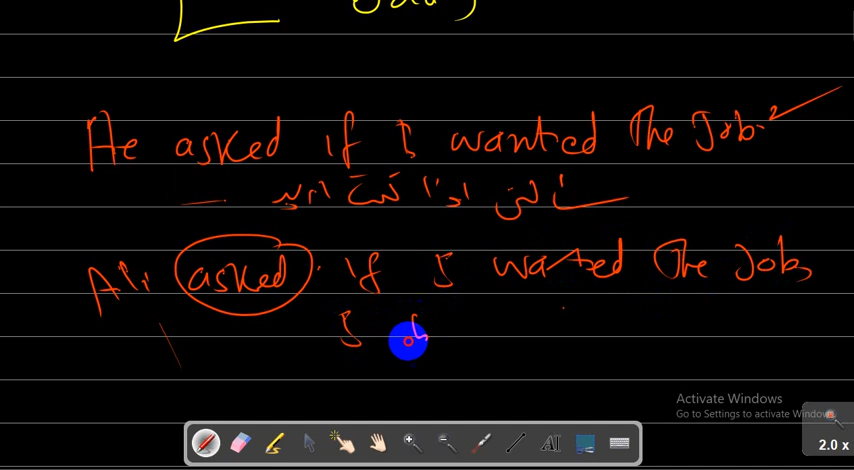 He asked if I wanted the Job.
سألني اذا كنت اريد
Ali asked if I wanted the Job,
I
Activate Windows
Go to Settings to activate Windows.
AI
2.0 x